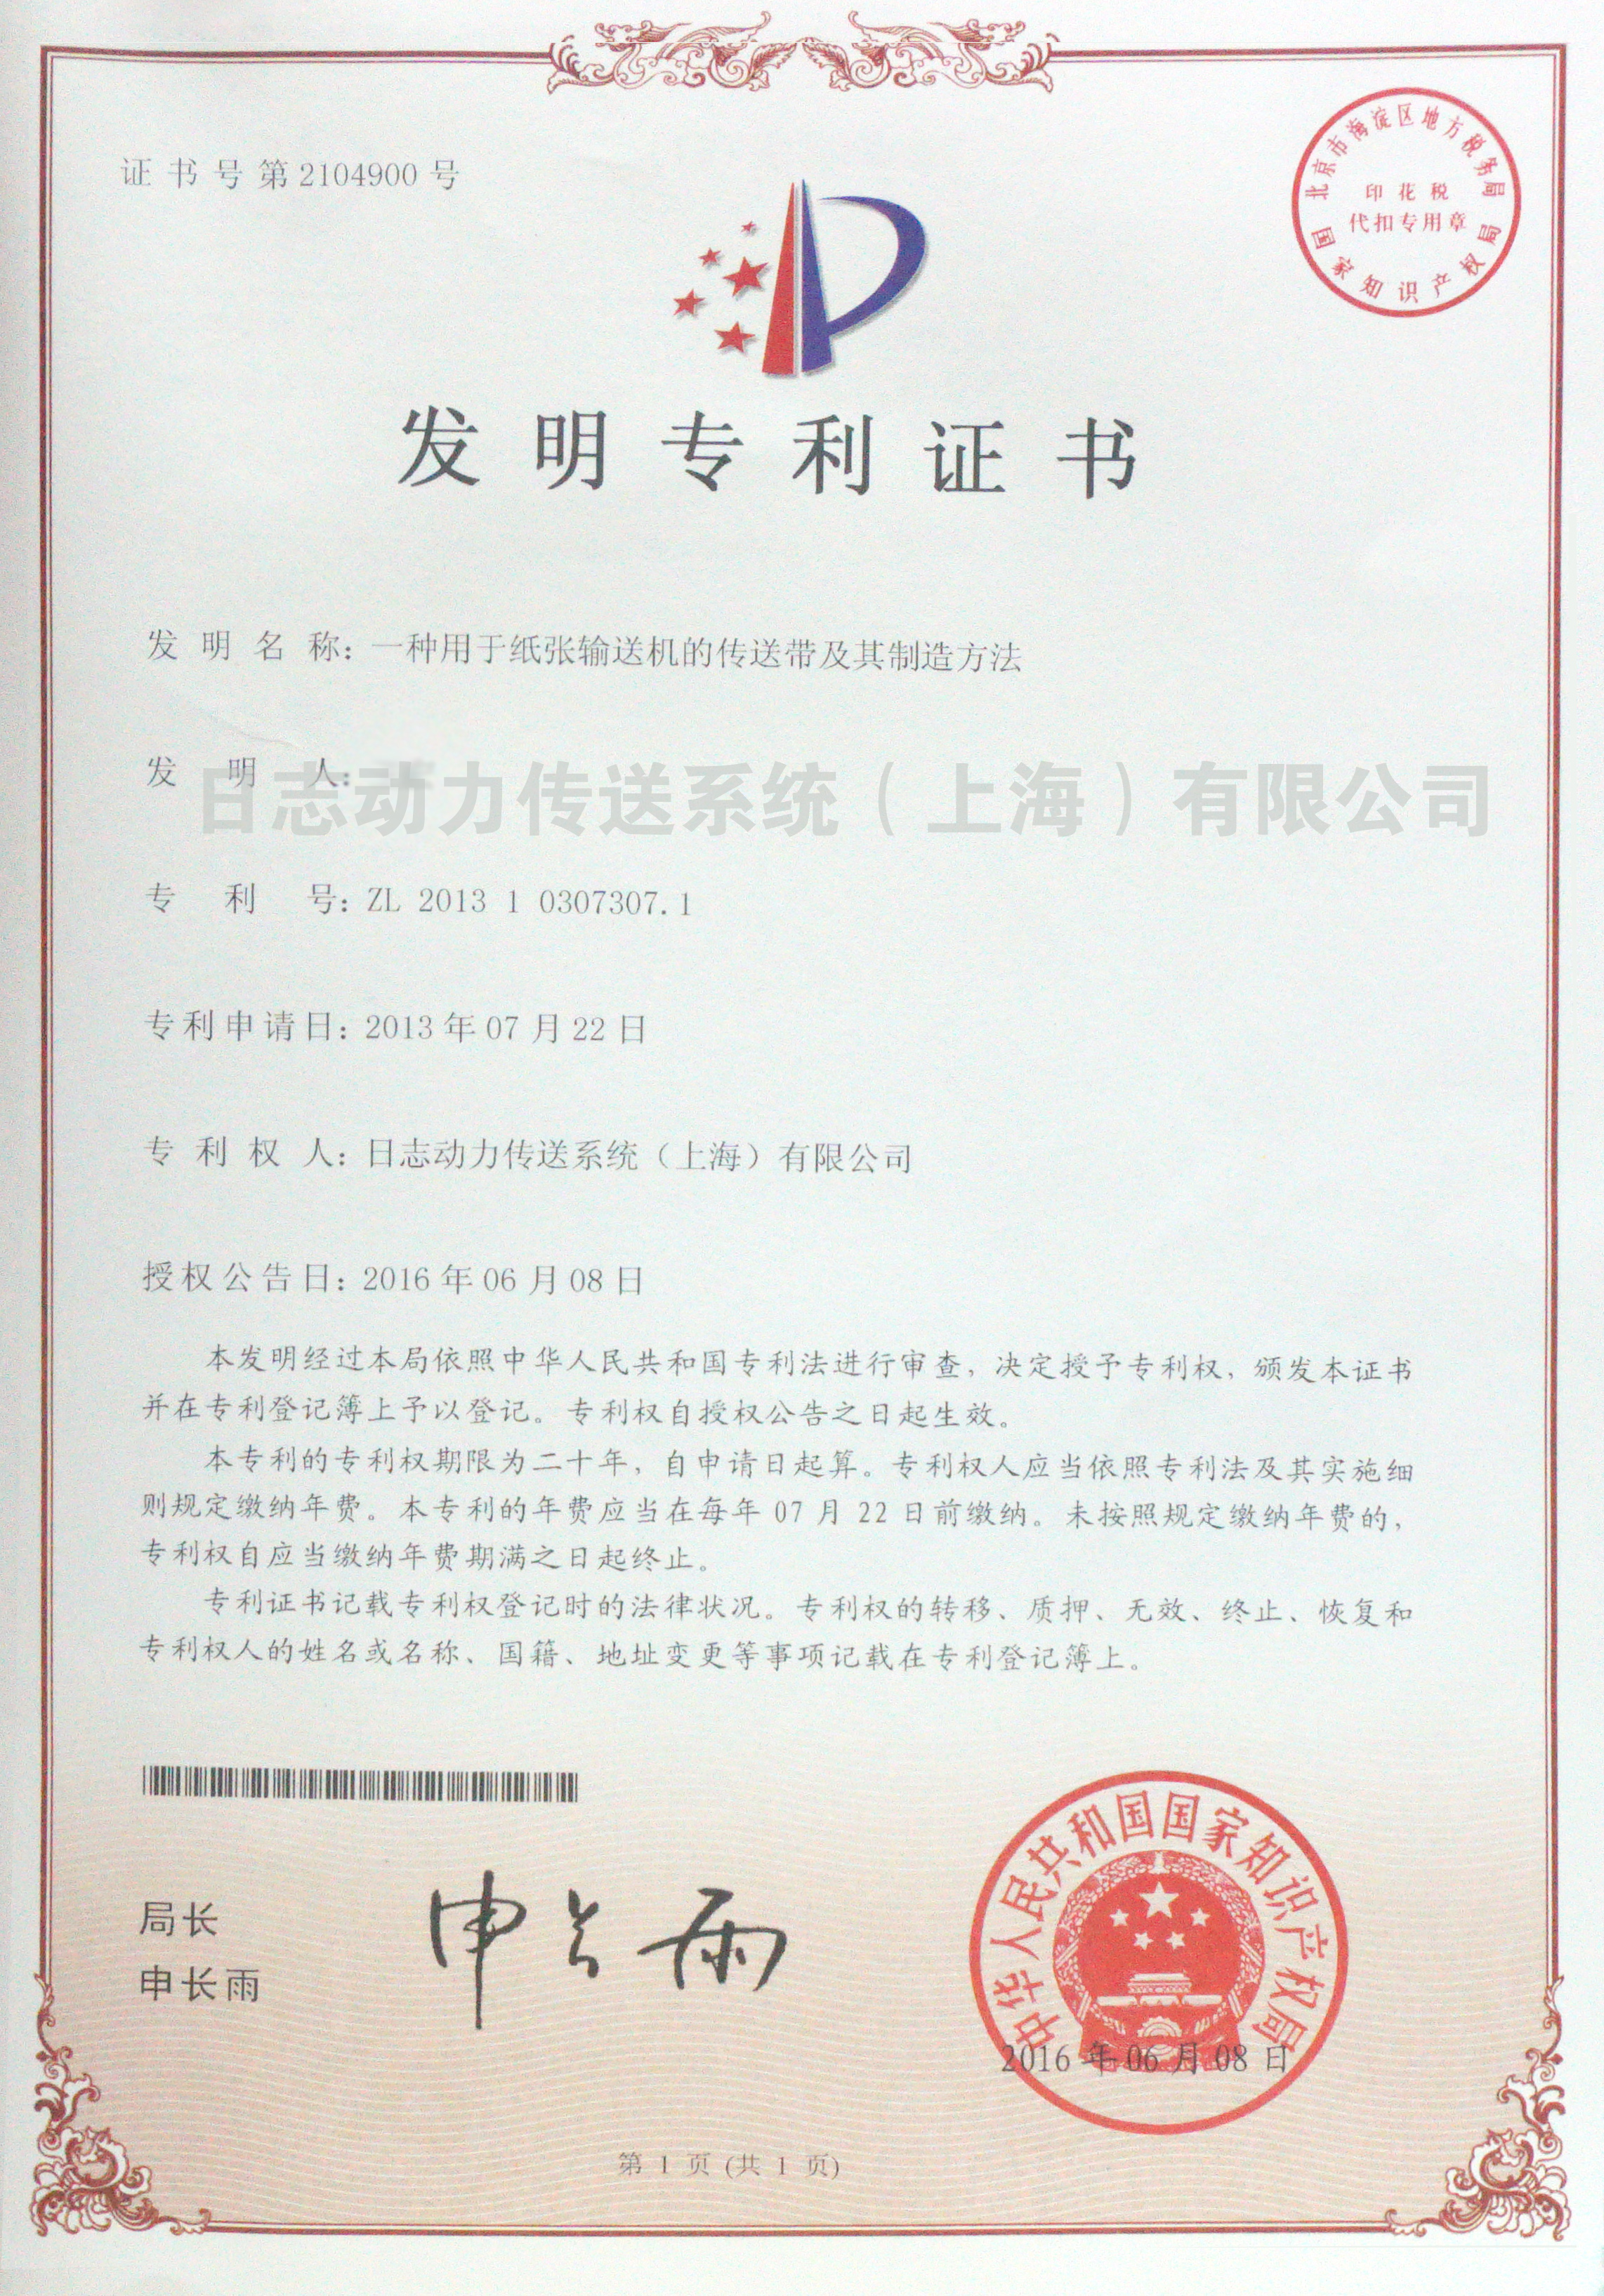 证书号第2104900号
北京市海淀区地方税务局
印花税
代扣专用章
国家知识产权局
发明专利证书
发明名称：一种用于纸张输送机的传送带及其制造方法
发明人：
日志动力传送系统（上海）有限公司
专利号：ZL 2013 1 0307307.1
专利申请日：2013年07月22日
专利权人：日志动力传送系统（上海）有限公司
授权公告日：2016年06月08日
本发明经过本局依照中华人民共和国专利法进行审查，决定授予专利权，颁发本证书
并在专利登记簿上予以登记。专利权自授权公告之日起生效。
本专利的专利权期限为二十年，自申请日起算。专利权人应当依照专利法及其实施细
则规定缴纳年费。本专利的年费应当在每年07月22日前缴纳。未按照规定缴纳年费的，
专利权自应当缴纳年费期满之日起终止。
专利证书记载专利权登记时的法律状况。专利权的转移、质押、无效、终止、恢复和
专利权人的姓名或名称、国籍、地址变更等事项记载在专利登记簿上。
局长
申长雨
申长雨
中华人民共和国国家知识产权局
2016年06月08日
第1页(共1页)